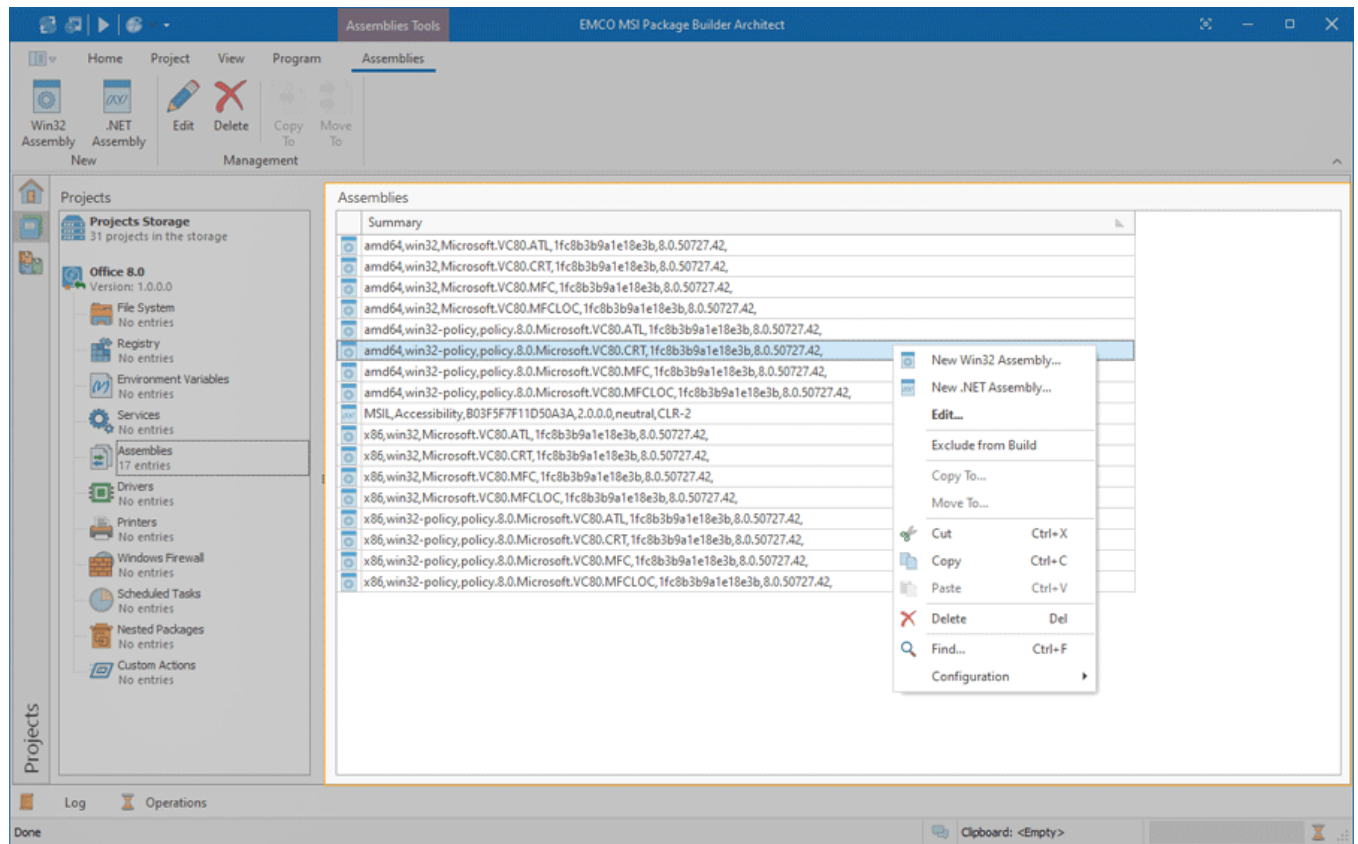 Assemblies Tools
EMCO MSI Package Builder Architect
Home
Project
View
Program
Assemblies
Win32
Assembly
.NET
Assembly
Edit
Delete
Copy
To
Move
To
New
Management
Projects
Projects Storage
31 projects in the storage
Office 8.0
Version: 1.0.0.0
File System
No entries
Registry
No entries
Environment Variables
No entries
Services
No entries
Assemblies
17 entries
Drivers
No entries
Printers
No entries
Windows Firewall
No entries
Scheduled Tasks
No entries
Nested Packages
No entries
Custom Actions
No entries
Projects
Assemblies
Summary
amd64,win32,Microsoft.VC80.ATL,1fc8b3b9a1e18e3b,8.0.50727.42,
amd64,win32,Microsoft.VC80.CRT,1fc8b3b9a1e18e3b,8.0.50727.42,
amd64,win32,Microsoft.VC80.MFC,1fc8b3b9a1e18e3b,8.0.50727.42,
amd64,win32,Microsoft.VC80.MFCLOC,1fc8b3b9a1e18e3b,8.0.50727.42,
amd64,win32-policy,policy.8.0.Microsoft.VC80.ATL,1fc8b3b9a1e18e3b,8.0.50727.42,
amd64,win32-policy,policy.8.0.Microsoft.VC80.CRT,1fc8b3b9a1e18e3b,8.0.50727.42,
amd64,win32-policy,policy.8.0.Microsoft.VC80.MFC,1fc8b3b9a1e18e3b,8.0.50727.42,
amd64,win32-policy,policy.8.0.Microsoft.VC80.MFCLOC,1fc8b3b9a1e18e3b,8.0.50727.42,
MSIL,Accessibility,B03F5F7F11D50A3A,2.0.0.0,neutral,CLR-2
x86,win32,Microsoft.VC80.ATL,1fc8b3b9a1e18e3b,8.0.50727.42,
x86,win32,Microsoft.VC80.CRT,1fc8b3b9a1e18e3b,8.0.50727.42,
x86,win32,Microsoft.VC80.MFC,1fc8b3b9a1e18e3b,8.0.50727.42,
x86,win32,Microsoft.VC80.MFCLOC,1fc8b3b9a1e18e3b,8.0.50727.42,
x86,win32-policy,policy.8.0.Microsoft.VC80.ATL,1fc8b3b9a1e18e3b,8.0.50727.42,
x86,win32-policy,policy.8.0.Microsoft.VC80.CRT,1fc8b3b9a1e18e3b,8.0.50727.42,
x86,win32-policy,policy.8.0.Microsoft.VC80.MFC,1fc8b3b9a1e18e3b,8.0.50727.42,
x86,win32-policy,policy.8.0.Microsoft.VC80.MFCLOC,1fc8b3b9a1e18e3b,8.0.50727.42,
New Win32 Assembly...
New .NET Assembly...
Edit...
Exclude from Build
Copy To...
Move To...
Cut Ctrl+X
Copy Ctrl+C
Paste Ctrl+V
Delete Del
Find... Ctrl+F
Configuration
Log
Operations
Done
Clipboard: <Empty>